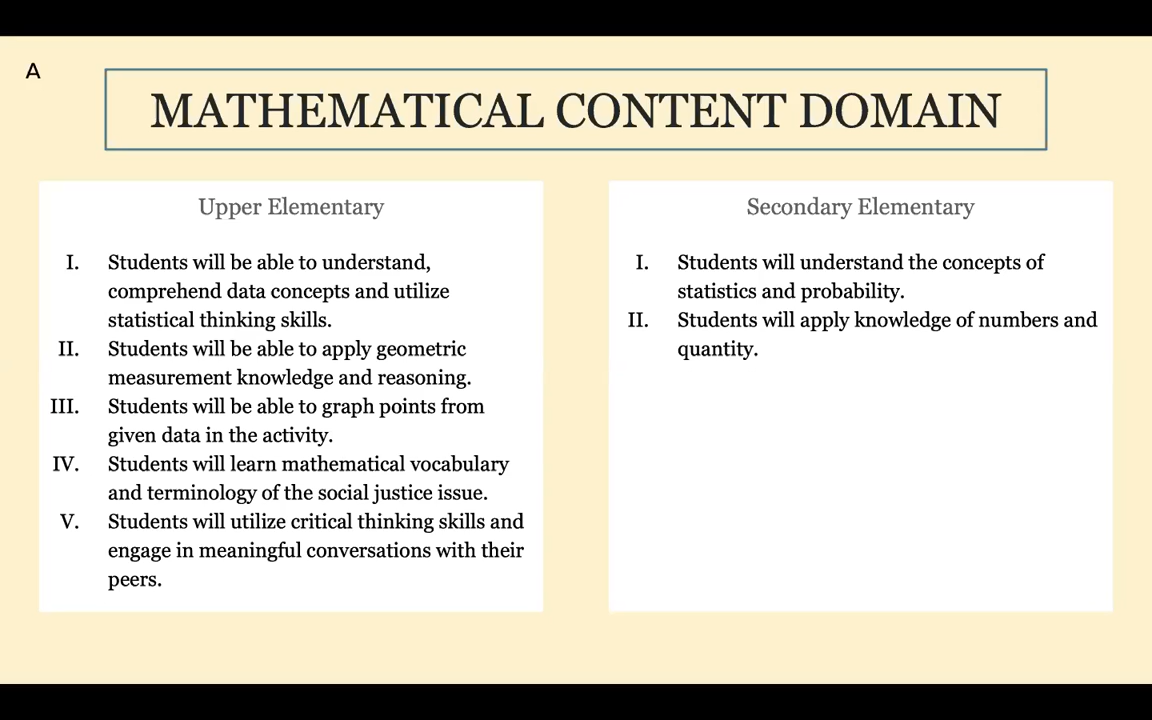 A
MATHEMATICAL CONTENT DOMAIN
Upper Elementary
I. Students will be able to understand,
comprehend data concepts and utilize
statistical thinking skills.
II. Students will be able to apply geometric
measurement knowledge and reasoning.
III. Students will be able to graph points from
given data in the activity.
IV. Students will learn mathematical vocabulary
and terminology of the social justice issue.
V. Students will utilize critical thinking skills and
engage in meaningful conversations with their
peers.
Secondary Elementary
I. Students will understand the concepts of
statistics and probability.
II. Students will apply knowledge of numbers and
quantity.